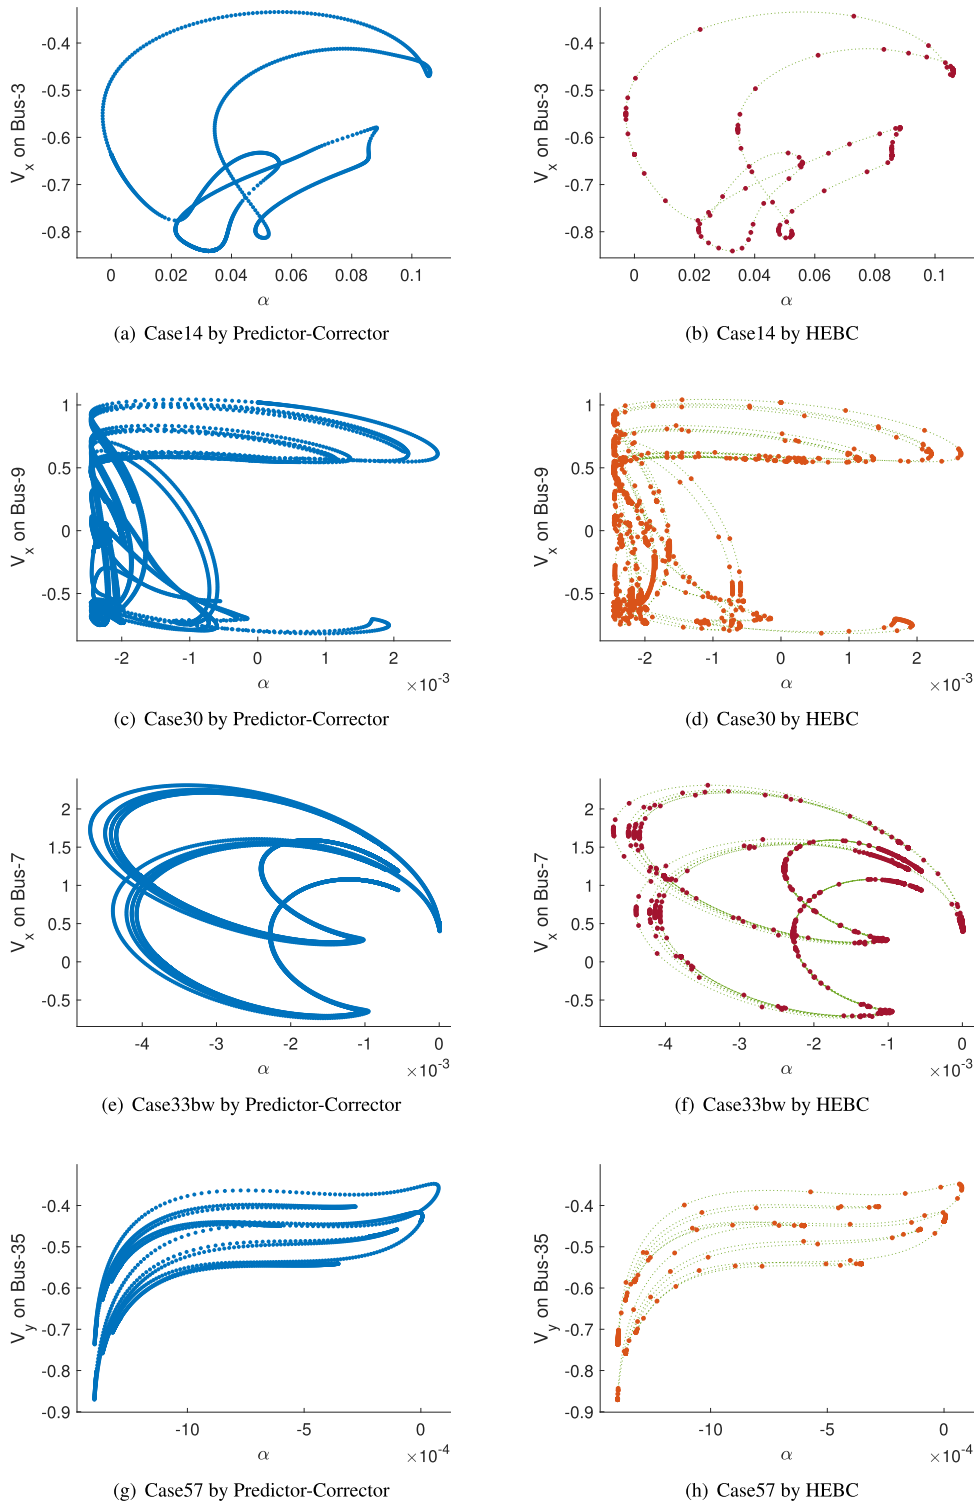 -0.4
-0.5
-0.6
-0.7
-0.8
V_x on Bus-3
0 0.02 0.04 0.06 0.08 0.1
α
(a) Case14 by Predictor-Corrector
-0.4
-0.5
-0.6
-0.7
-0.8
V_x on Bus-3
0 0.02 0.04 0.06 0.08 0.1
α
(b) Case14 by HEBC
1
0.5
0
-0.5
V_x on Bus-9
-2 -1 0 1 2
α
×10⁻³
(c) Case30 by Predictor-Corrector
1
0.5
0
-0.5
V_x on Bus-9
-2 -1 0 1 2
α
×10⁻³
(d) Case30 by HEBC
2
1.5
1
0.5
0
-0.5
V_x on Bus-7
-4 -3 -2 -1 0
α
×10⁻³
(e) Case33bw by Predictor-Corrector
2
1.5
1
0.5
0
-0.5
V_x on Bus-7
-4 -3 -2 -1 0
α
×10⁻³
(f) Case33bw by HEBC
-0.4
-0.5
-0.6
-0.7
-0.8
-0.9
V_y on Bus-35
-10 -5 0
α
×10⁻⁴
(g) Case57 by Predictor-Corrector
-0.4
-0.5
-0.6
-0.7
-0.8
-0.9
V_y on Bus-35
-10 -5 0
α
×10⁻⁴
(h) Case57 by HEBC